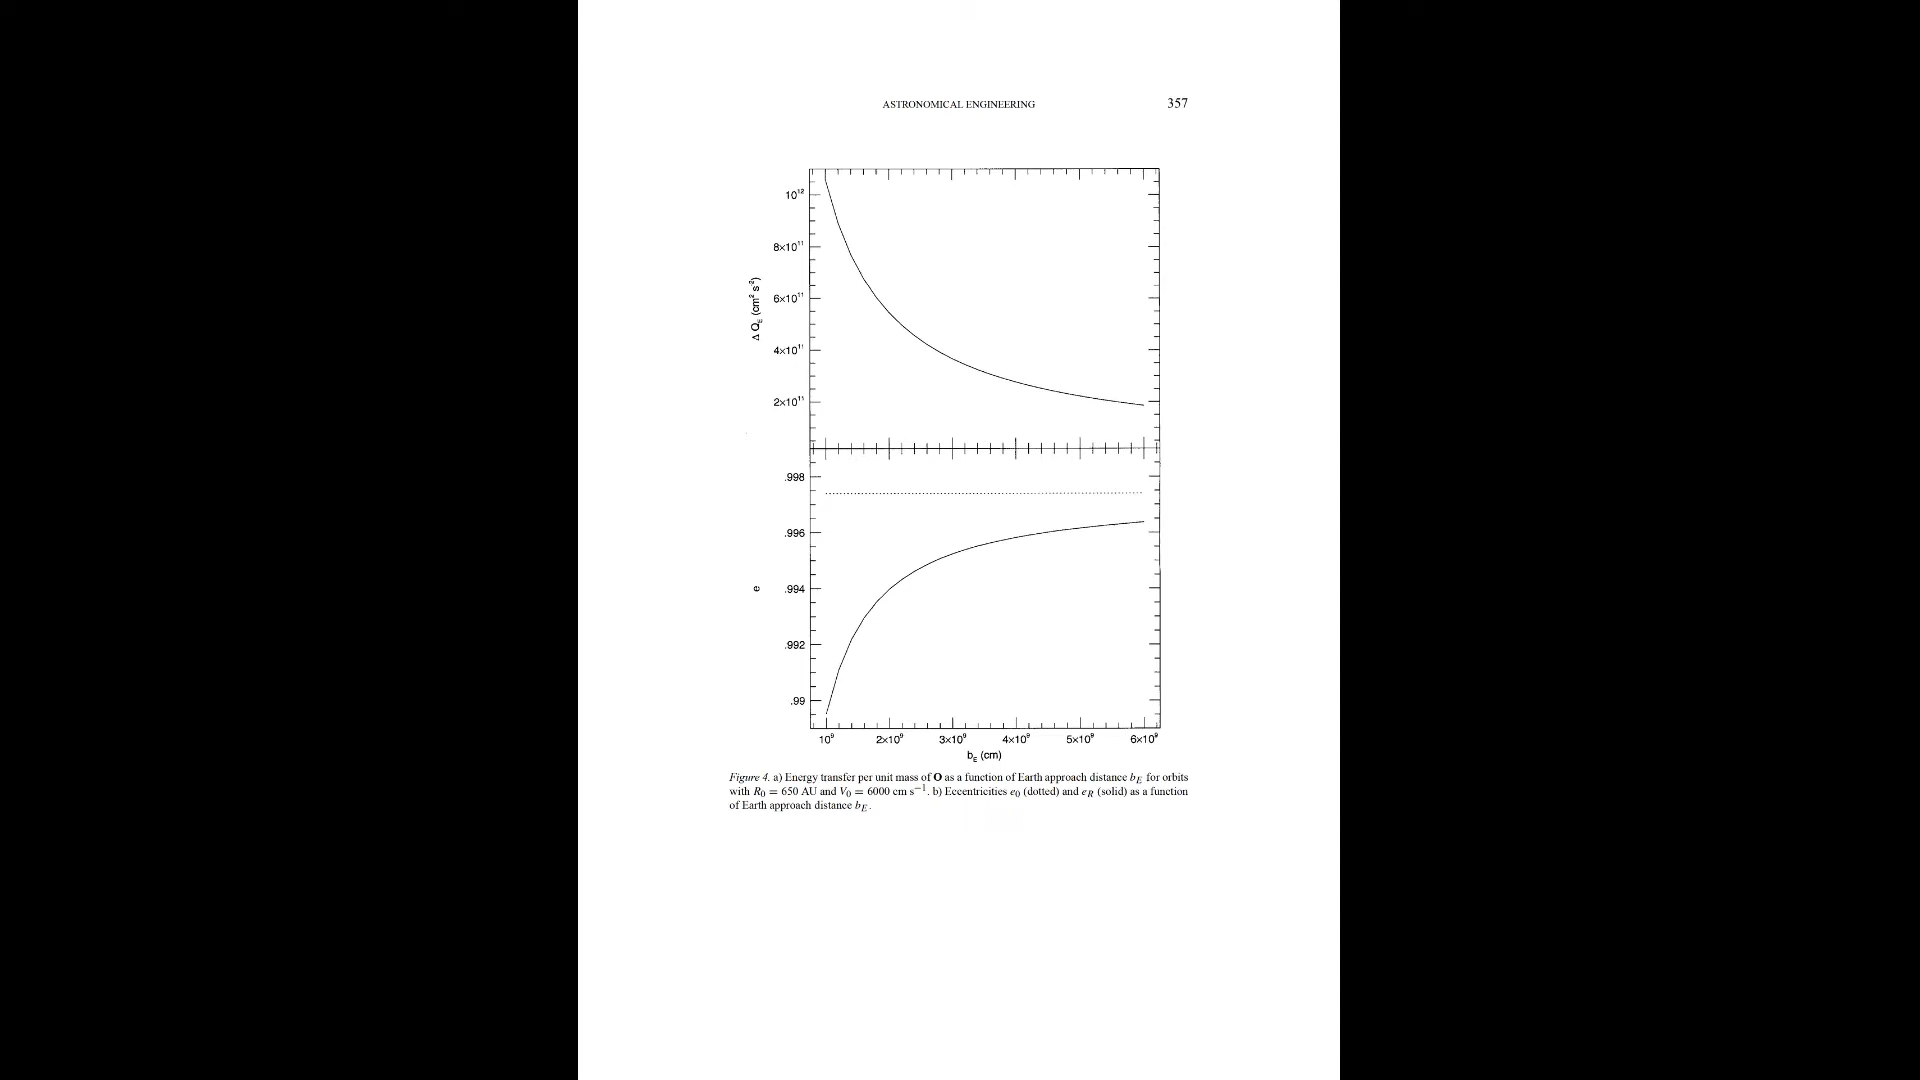 ASTRONOMICAL ENGINEERING 357
10¹²
8×10¹¹
6×10¹¹
Δ Q_E (cm² s⁻²)
4×10¹¹
2×10¹¹
.998
.996
e
.994
.992
.99
10⁹ 2×10⁹ 3×10⁹ 4×10⁹ 5×10⁹ 6×10⁹
b_E (cm)
Figure 4. a) Energy transfer per unit mass of O as a function of Earth approach distance b_E for orbits
with R₀ = 650 AU and V₀ = 6000 cm s⁻¹. b) Eccentricities e₀ (dotted) and e_R (solid) as a function
of Earth approach distance b_E.